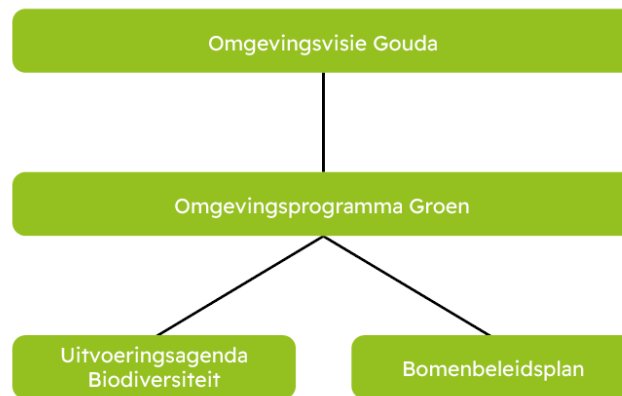 Omgevingsvisie Gouda
Omgevingsprogramma Groen
Uitvoeringsagenda
Biodiversiteit
Bomenbeleidsplan